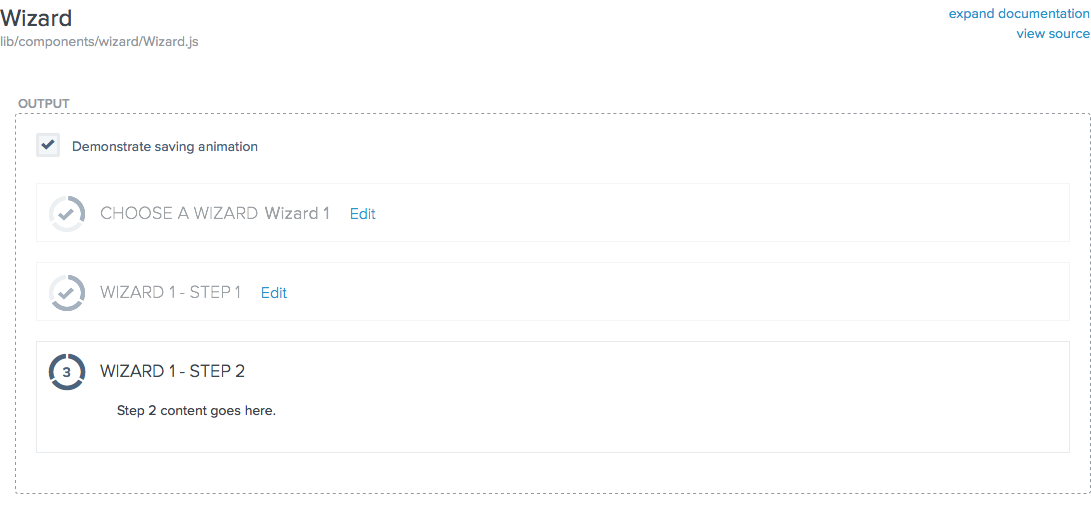 Wizard
expand documentation
lib/components/wizard/Wizard.js
view source
OUTPUT
Demonstrate saving animation
CHOOSE A WIZARD Wizard 1 Edit
WIZARD 1 - STEP 1 Edit
3 WIZARD 1 - STEP 2
Step 2 content goes here.